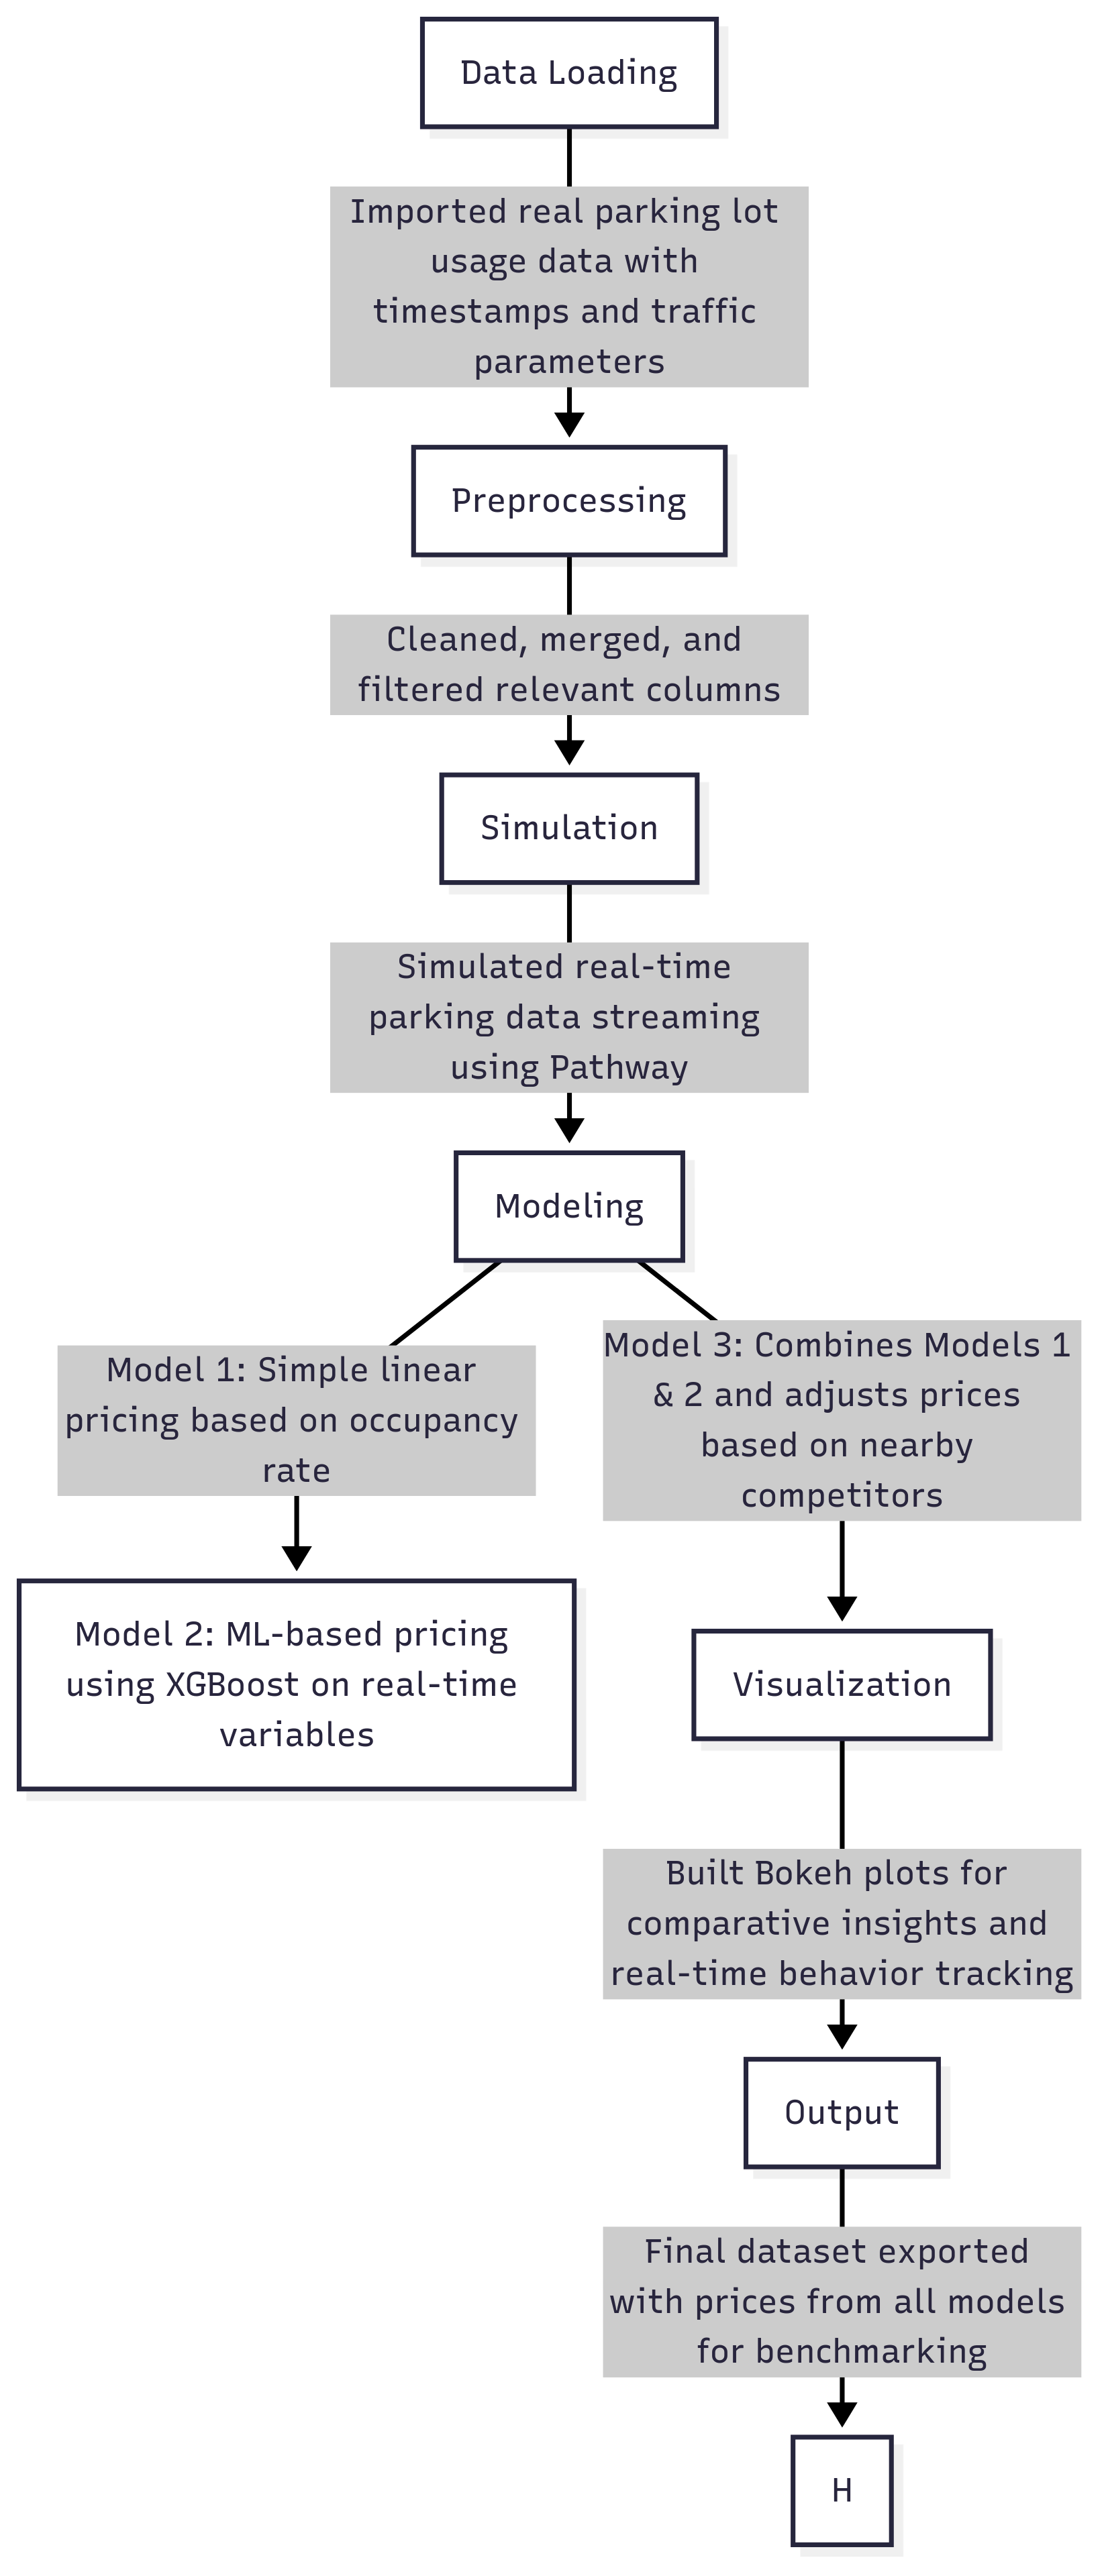 Data Loading
Imported real parking lot
usage data with
timestamps and traffic
parameters
Preprocessing
Cleaned, merged, and
filtered relevant columns
Simulation
Simulated real-time
parking data streaming
using Pathway
Modeling
Model 1: Simple linear
pricing based on occupancy
rate
Model 2: ML-based pricing
using XGBoost on real-time
variables
Model 3: Combines Models 1
& 2 and adjusts prices
based on nearby
competitors
Visualization
Built Bokeh plots for
comparative insights and
real-time behavior tracking
Output
Final dataset exported
with prices from all models
for benchmarking
H